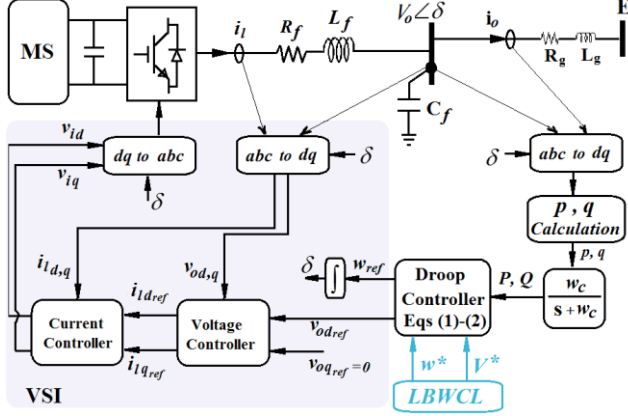 MS
i_l
R_f
L_f
V_o∠δ
i_o
E
R_g
L_g
C_f
v_id
v_iq
dq to abc
δ
abc to dq
δ
δ
abc to dq
p , q
Calculation
p, q
w_c
s+w_c
P, Q
Droop
Controller
Eqs (1)-(2)
w_ref
∫
δ
i_ld,q
v_od,q
i_ldref
v_odref
Current
Controller
i_lqref
Voltage
Controller
v_oqref=0
w*
V*
LBWCL
VSI